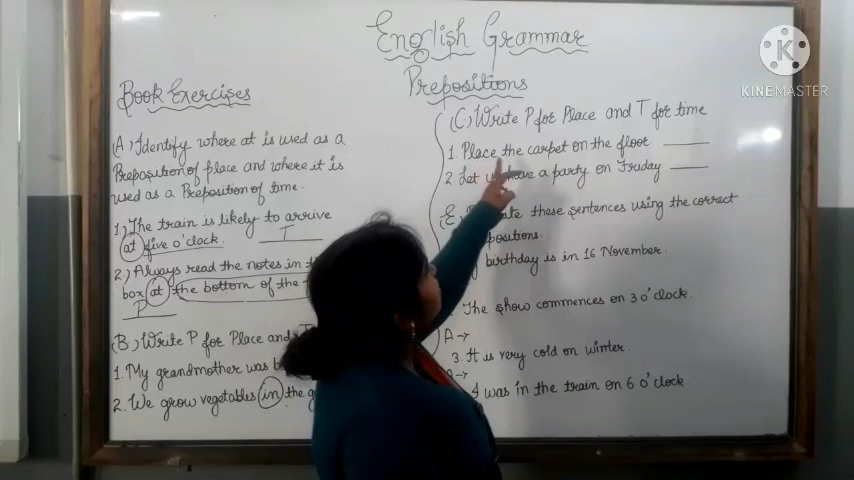 English Grammar
Prepositions
Book Exercises
(A) Identify where at is used as a
Preposition of place and where it is
used as a Preposition of time.
1.) The train is likely to arrive
at five o'clock. T
2.) Always read the notes in
box at the bottom of the
P
(B) Write P for Place and T
1. My grandmother was
2. We grow vegetables in the
(C) Write P for Place and T for time
1. Place the carpet on the floor
2. Let us have a party on Friday
(E) these sentences using the correct
birthday is in 16 November.
The show commences on 3 o'clock.
A→
3. It is very cold on winter.
A→
I was in the train on 6 o'clock.
K
KINEMASTER